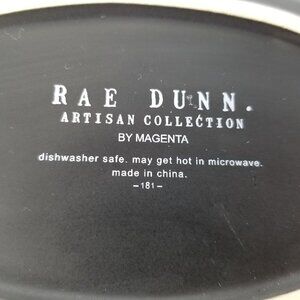 RAE DUNN.
ARTISAN COLLECTION
BY MAGENTA
dishwasher safe. may get hot in microwave.
made in china.
–181–